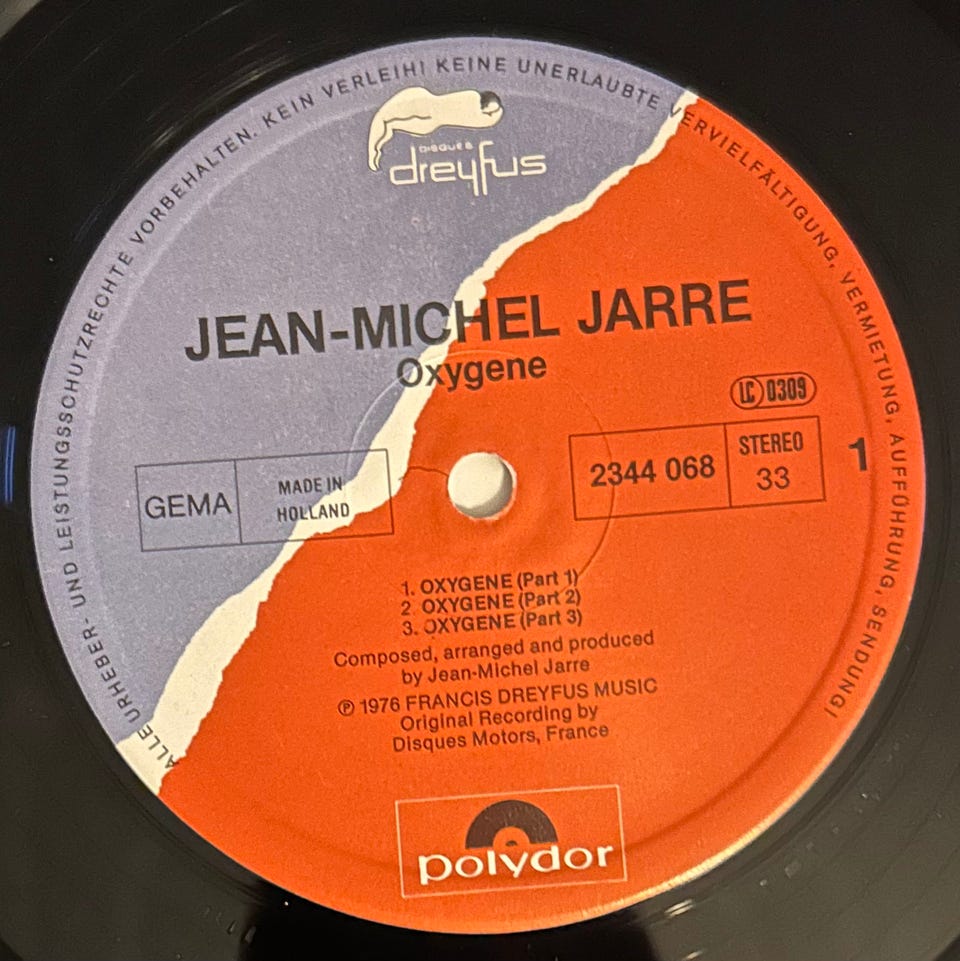 ALLE URHEBER- UND LEISTUNGSSCHUTZRECHTE VORBEHALTEN. KEIN VERLEIH! KEINE UNERLAUBTE VERVIELFÄLTIGUNG, VERMIETUNG, AUFFÜHRUNG, SENDUNG!
DISQUES
dreyfus
JEAN-MICHEL JARRE
Oxygene
LC 0309
GEMA
MADE IN
HOLLAND
2344 068
STEREO
33
1
1. OXYGENE (Part 1)
2 OXYGENE (Part 2)
3. OXYGENE (Part 3)
Composed, arranged and produced
by Jean-Michel Jarre
℗ 1976 FRANCIS DREYFUS MUSIC
Original Recording by
Disques Motors, France
polydor